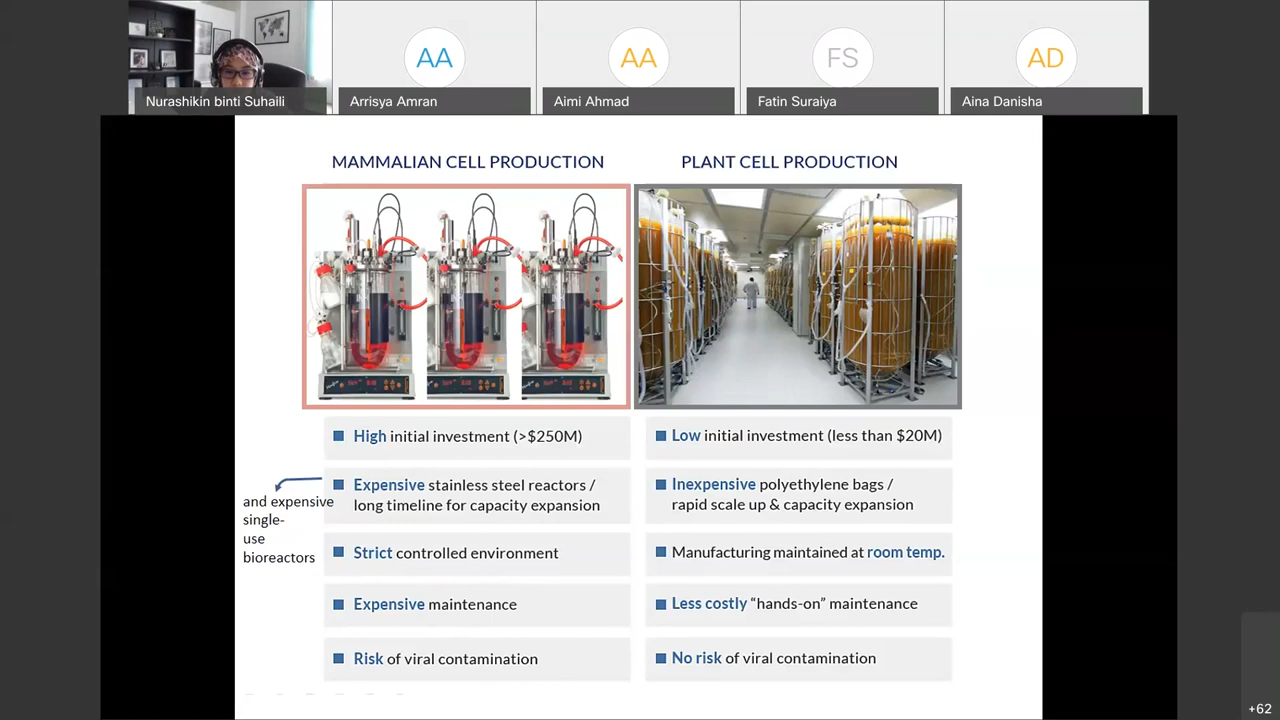 AA
AA
FS
AD
Nurashikin binti Suhaili
Arrisya Amran
Aimi Ahmad
Fatin Suraiya
Aina Danisha
MAMMALIAN CELL PRODUCTION
PLANT CELL PRODUCTION
High initial investment (>$250M)
Expensive stainless steel reactors /
long timeline for capacity expansion
and expensive
single-
use
bioreactors
Strict controlled environment
Expensive maintenance
Risk of viral contamination
Low initial investment (less than $20M)
Inexpensive polyethylene bags /
rapid scale up & capacity expansion
Manufacturing maintained at room temp.
Less costly “hands-on” maintenance
No risk of viral contamination
+62